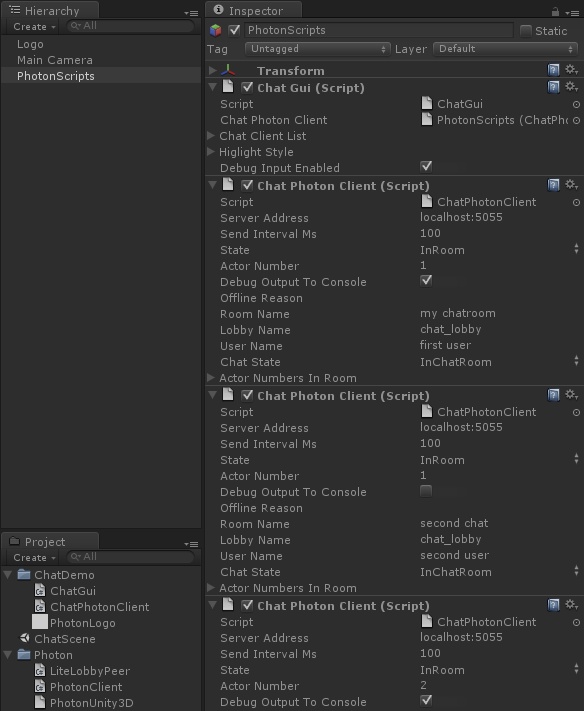 Hierarchy
Create
All
Logo
Main Camera
PhotonScripts
Project
Create
All
ChatDemo
ChatGui
ChatPhotonClient
PhotonLogo
ChatScene
Photon
LiteLobbyPeer
PhotonClient
PhotonUnity3D
Inspector
PhotonScripts Static
Tag Untagged Layer Default
Transform
Chat Gui (Script)
Script ChatGui
Chat Photon Client PhotonScripts (ChatPho
Chat Client List
Higlight Style
Debug Input Enabled
Chat Photon Client (Script)
Script ChatPhotonClient
Server Address localhost:5055
Send Interval Ms 100
State InRoom
Actor Number 1
Debug Output To Console
Offline Reason
Room Name my chatroom
Lobby Name chat_lobby
User Name first user
Chat State InChatRoom
Actor Numbers In Room
Chat Photon Client (Script)
Script ChatPhotonClient
Server Address localhost:5055
Send Interval Ms 100
State InRoom
Actor Number 1
Debug Output To Console
Offline Reason
Room Name second chat
Lobby Name chat_lobby
User Name second user
Chat State InChatRoom
Actor Numbers In Room
Chat Photon Client (Script)
Script ChatPhotonClient
Server Address localhost:5055
Send Interval Ms 100
State InRoom
Actor Number 2
Debug Output To Console